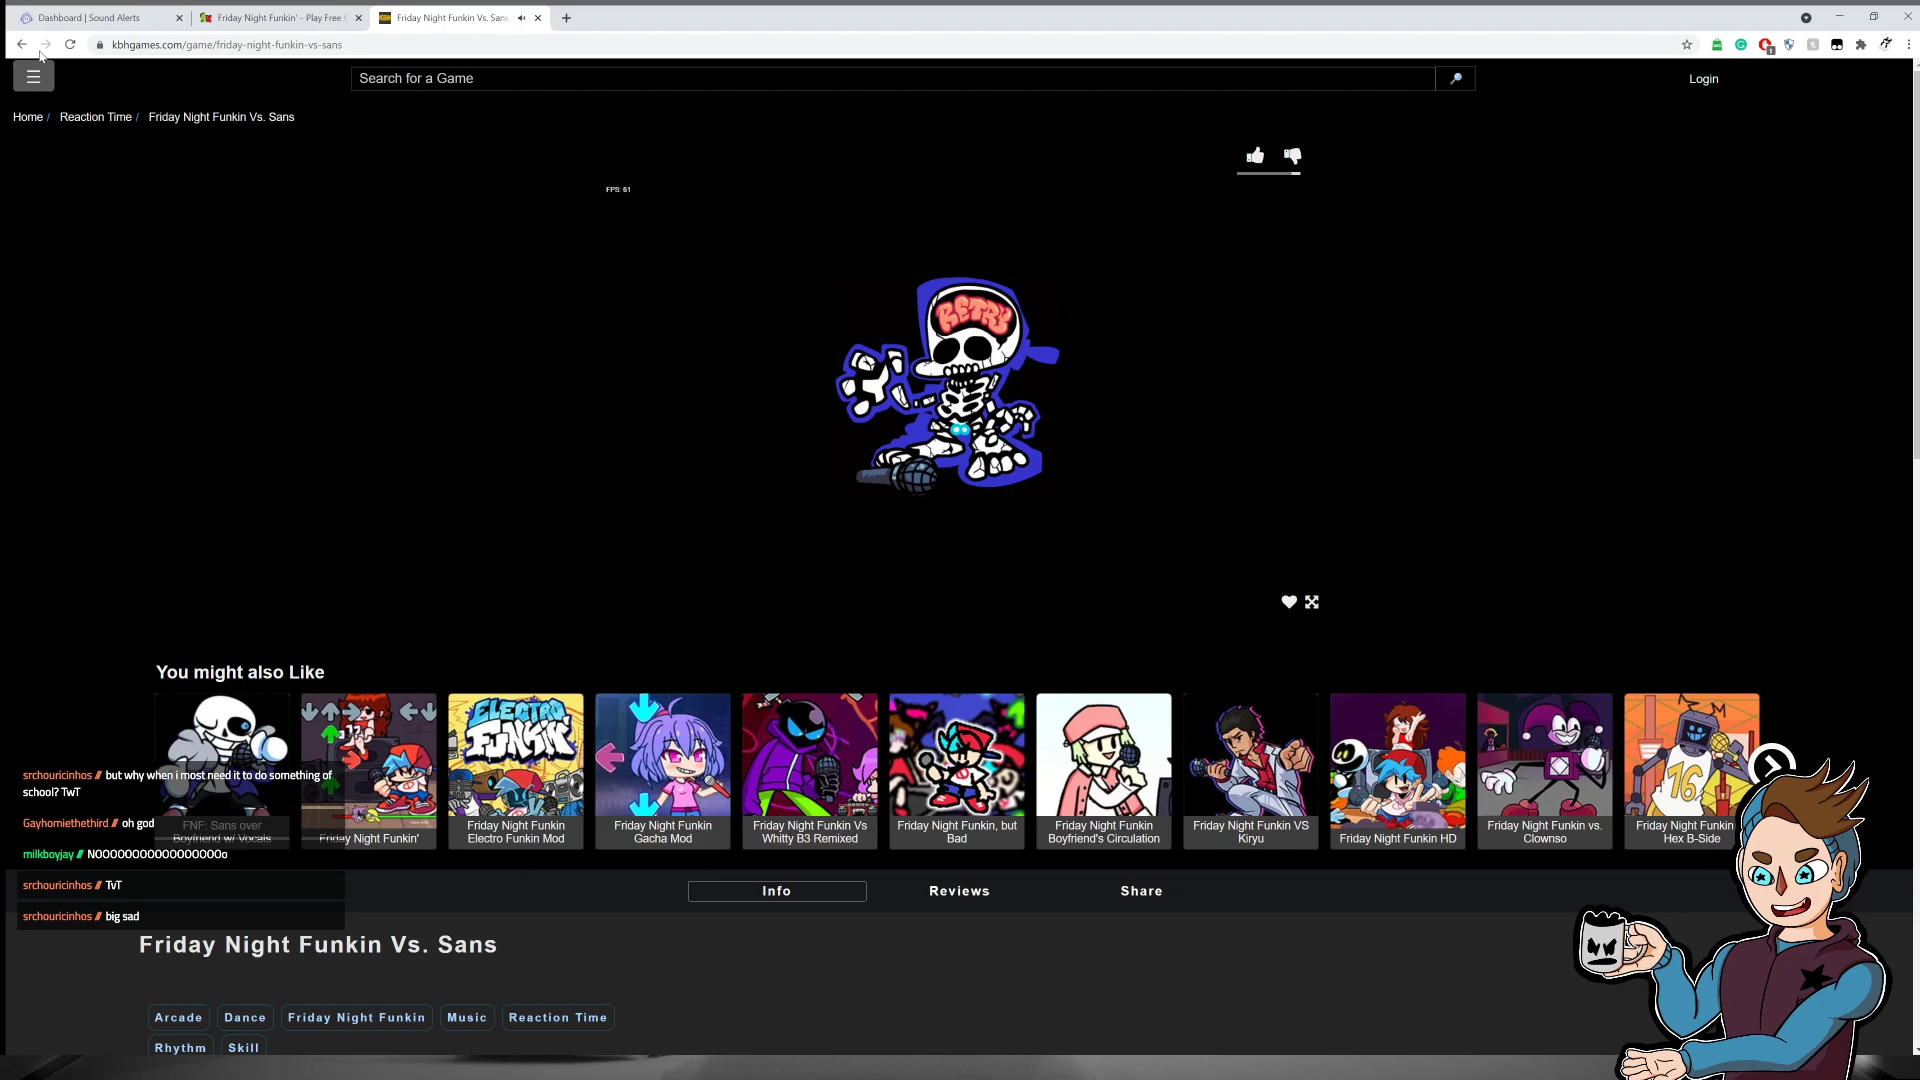 Dashboard | Sound Alerts
Friday Night Funkin' - Play Free
Friday Night Funkin Vs. Sans
kbhgames.com/game/friday-night-funkin-vs-sans
Search for a Game
Login
Home / Reaction Time / Friday Night Funkin Vs. Sans
FPS: 61
RETRY
You might also Like
ELECTRO
FUNKIN
16
FNF: Sans over
Boyfriend w/ Vocals
Friday Night Funkin'
Friday Night Funkin
Electro Funkin Mod
Friday Night Funkin
Gacha Mod
Friday Night Funkin Vs
Whitty B3 Remixed
Friday Night Funkin, but
Bad
Friday Night Funkin
Boyfriend's Circulation
Friday Night Funkin VS
Kiryu
Friday Night Funkin HD
Friday Night Funkin vs.
Clownso
Friday Night Funkin
Hex B-Side
srchouricinhos // but why when i most need it to do something of
school? TwT
Gayhomiethethird // oh god
milkboyjay // NOOOOOOOOOOOOOOOOo
srchouricinhos // TvT
srchouricinhos // big sad
Info
Reviews
Share
Friday Night Funkin Vs. Sans
Arcade
Dance
Friday Night Funkin
Music
Reaction Time
Rhythm
Skill